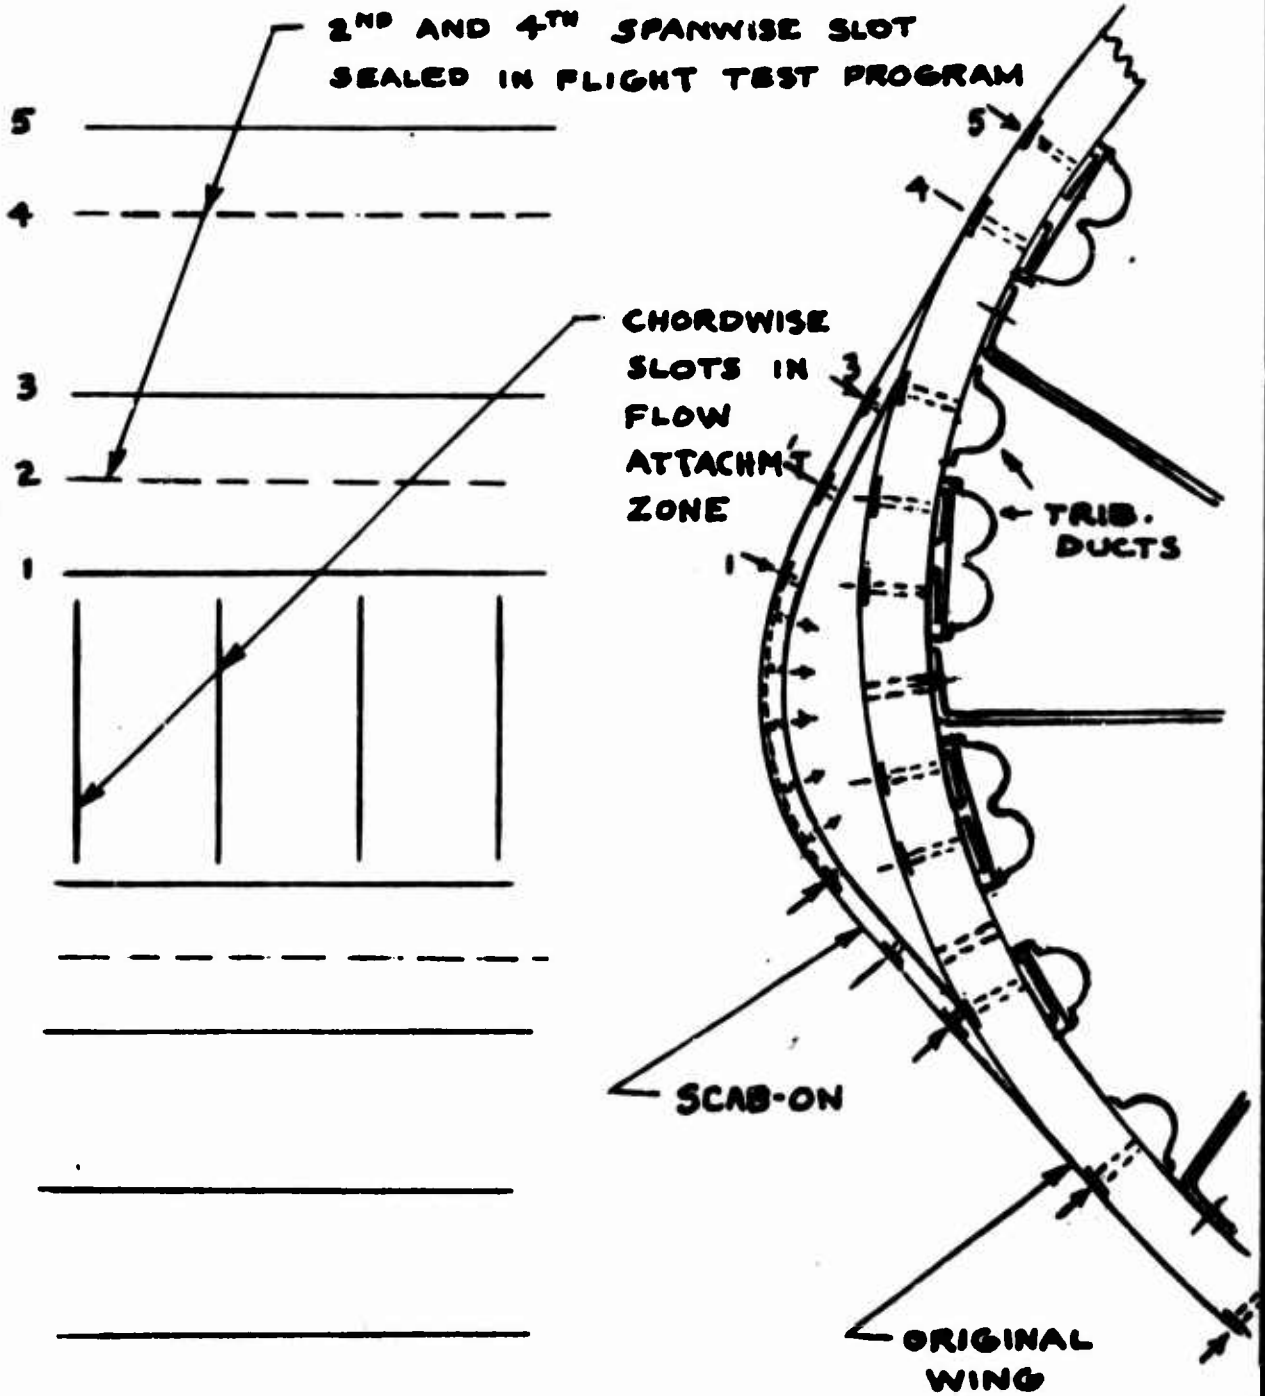 2ND AND 4TH SPANWISE SLOT
SEALED IN FLIGHT TEST PROGRAM
5
4
3
2
1
CHORDWISE
SLOTS IN
FLOW
ATTACHM'T
ZONE
5
4
3
1
TRIB.
DUCTS
SCAB-ON
ORIGINAL
WING